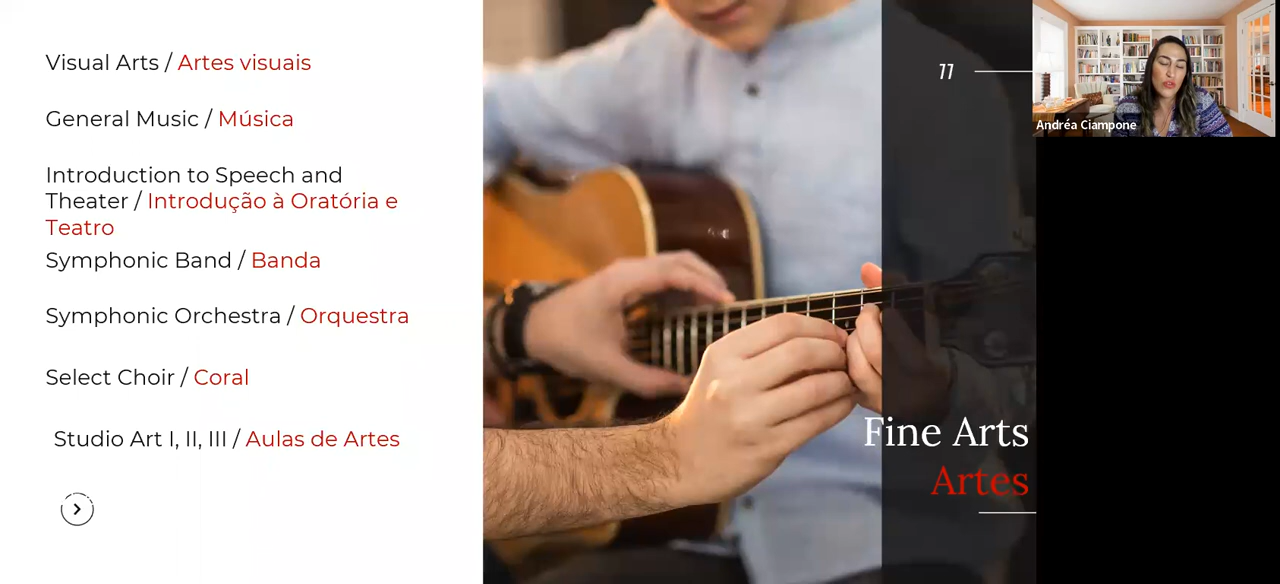 Visual Arts / Artes visuais
General Music / Música
Introduction to Speech and
Theater / Introdução à Oratória e
Teatro
Symphonic Band / Banda
Symphonic Orchestra / Orquestra
Select Choir / Coral
Studio Art I, II, III / Aulas de Artes
11
Andréa Ciampone
Fine Arts
Artes